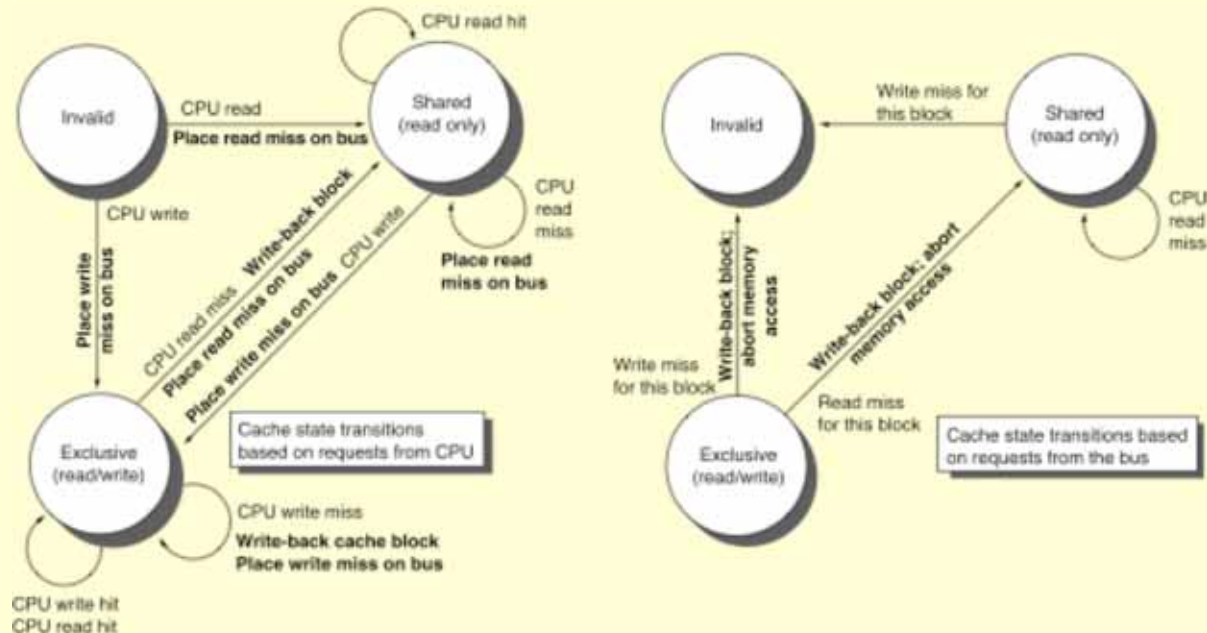 CPU read hit
Invalid
CPU read
Place read miss on bus
Shared
(read only)
CPU write
Place write
miss on bus
CPU read miss
Write-back block
Place read miss on bus
Place write miss on bus
CPU write
CPU
read
miss
Place read
miss on bus
Exclusive
(read/write)
Cache state transitions
based on requests from CPU
CPU write miss
Write-back cache block
Place write miss on bus
CPU write hit
CPU read hit
Invalid
Write miss for
this block
Shared
(read only)
CPU
read
miss
Write-back block;
abort memory
access
Write-back block; abort
memory access
Write miss
for this block
Read miss
for this block
Exclusive
(read/write)
Cache state transitions based
on requests from the bus